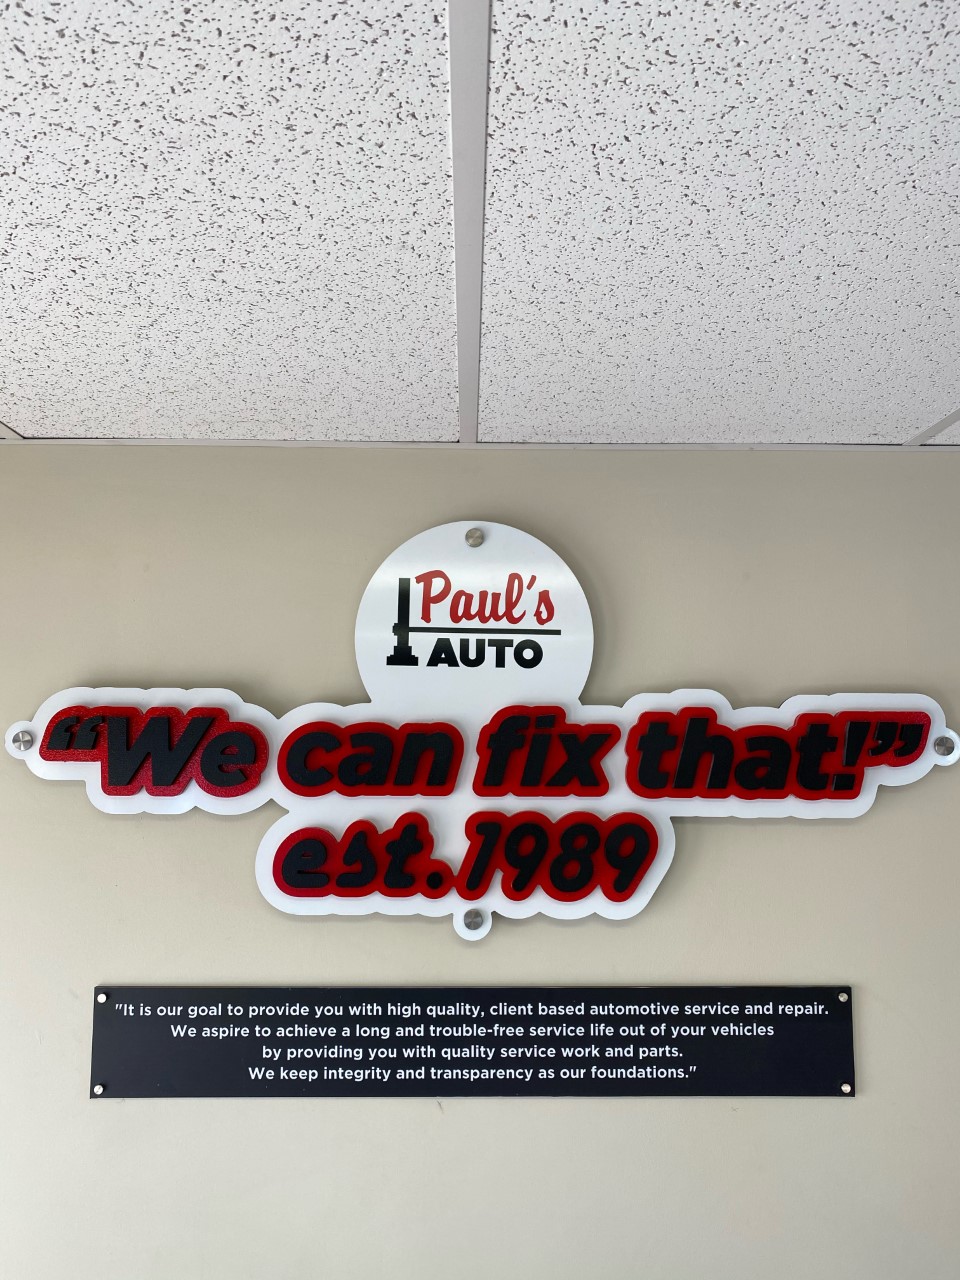 Paul's
AUTO
“We can fix that!”
est. 1989
"It is our goal to provide you with high quality, client based automotive service and repair.
We aspire to achieve a long and trouble-free service life out of your vehicles
by providing you with quality service work and parts.
We keep integrity and transparency as our foundations."